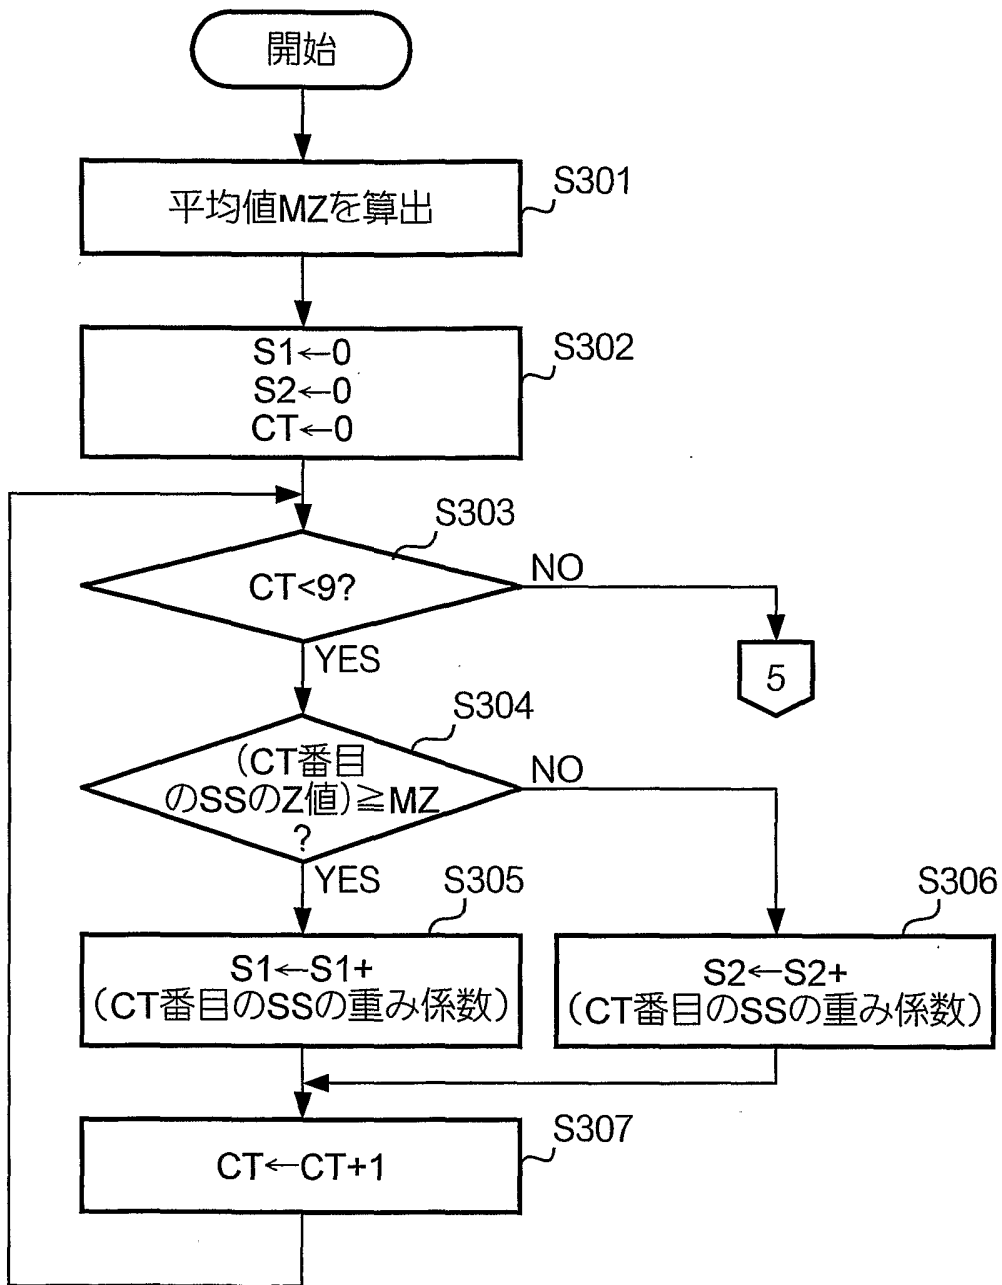 開始
平均値MZを算出
S301
S1←0
S2←0
CT←0
S302
S303
CT<9?
NO
YES
5
S304
(CT番目
のSSのZ値)≧MZ
?
NO
YES
S305
S1←S1+
(CT番目のSSの重み係数)
S306
S2←S2+
(CT番目のSSの重み係数)
S307
CT←CT+1